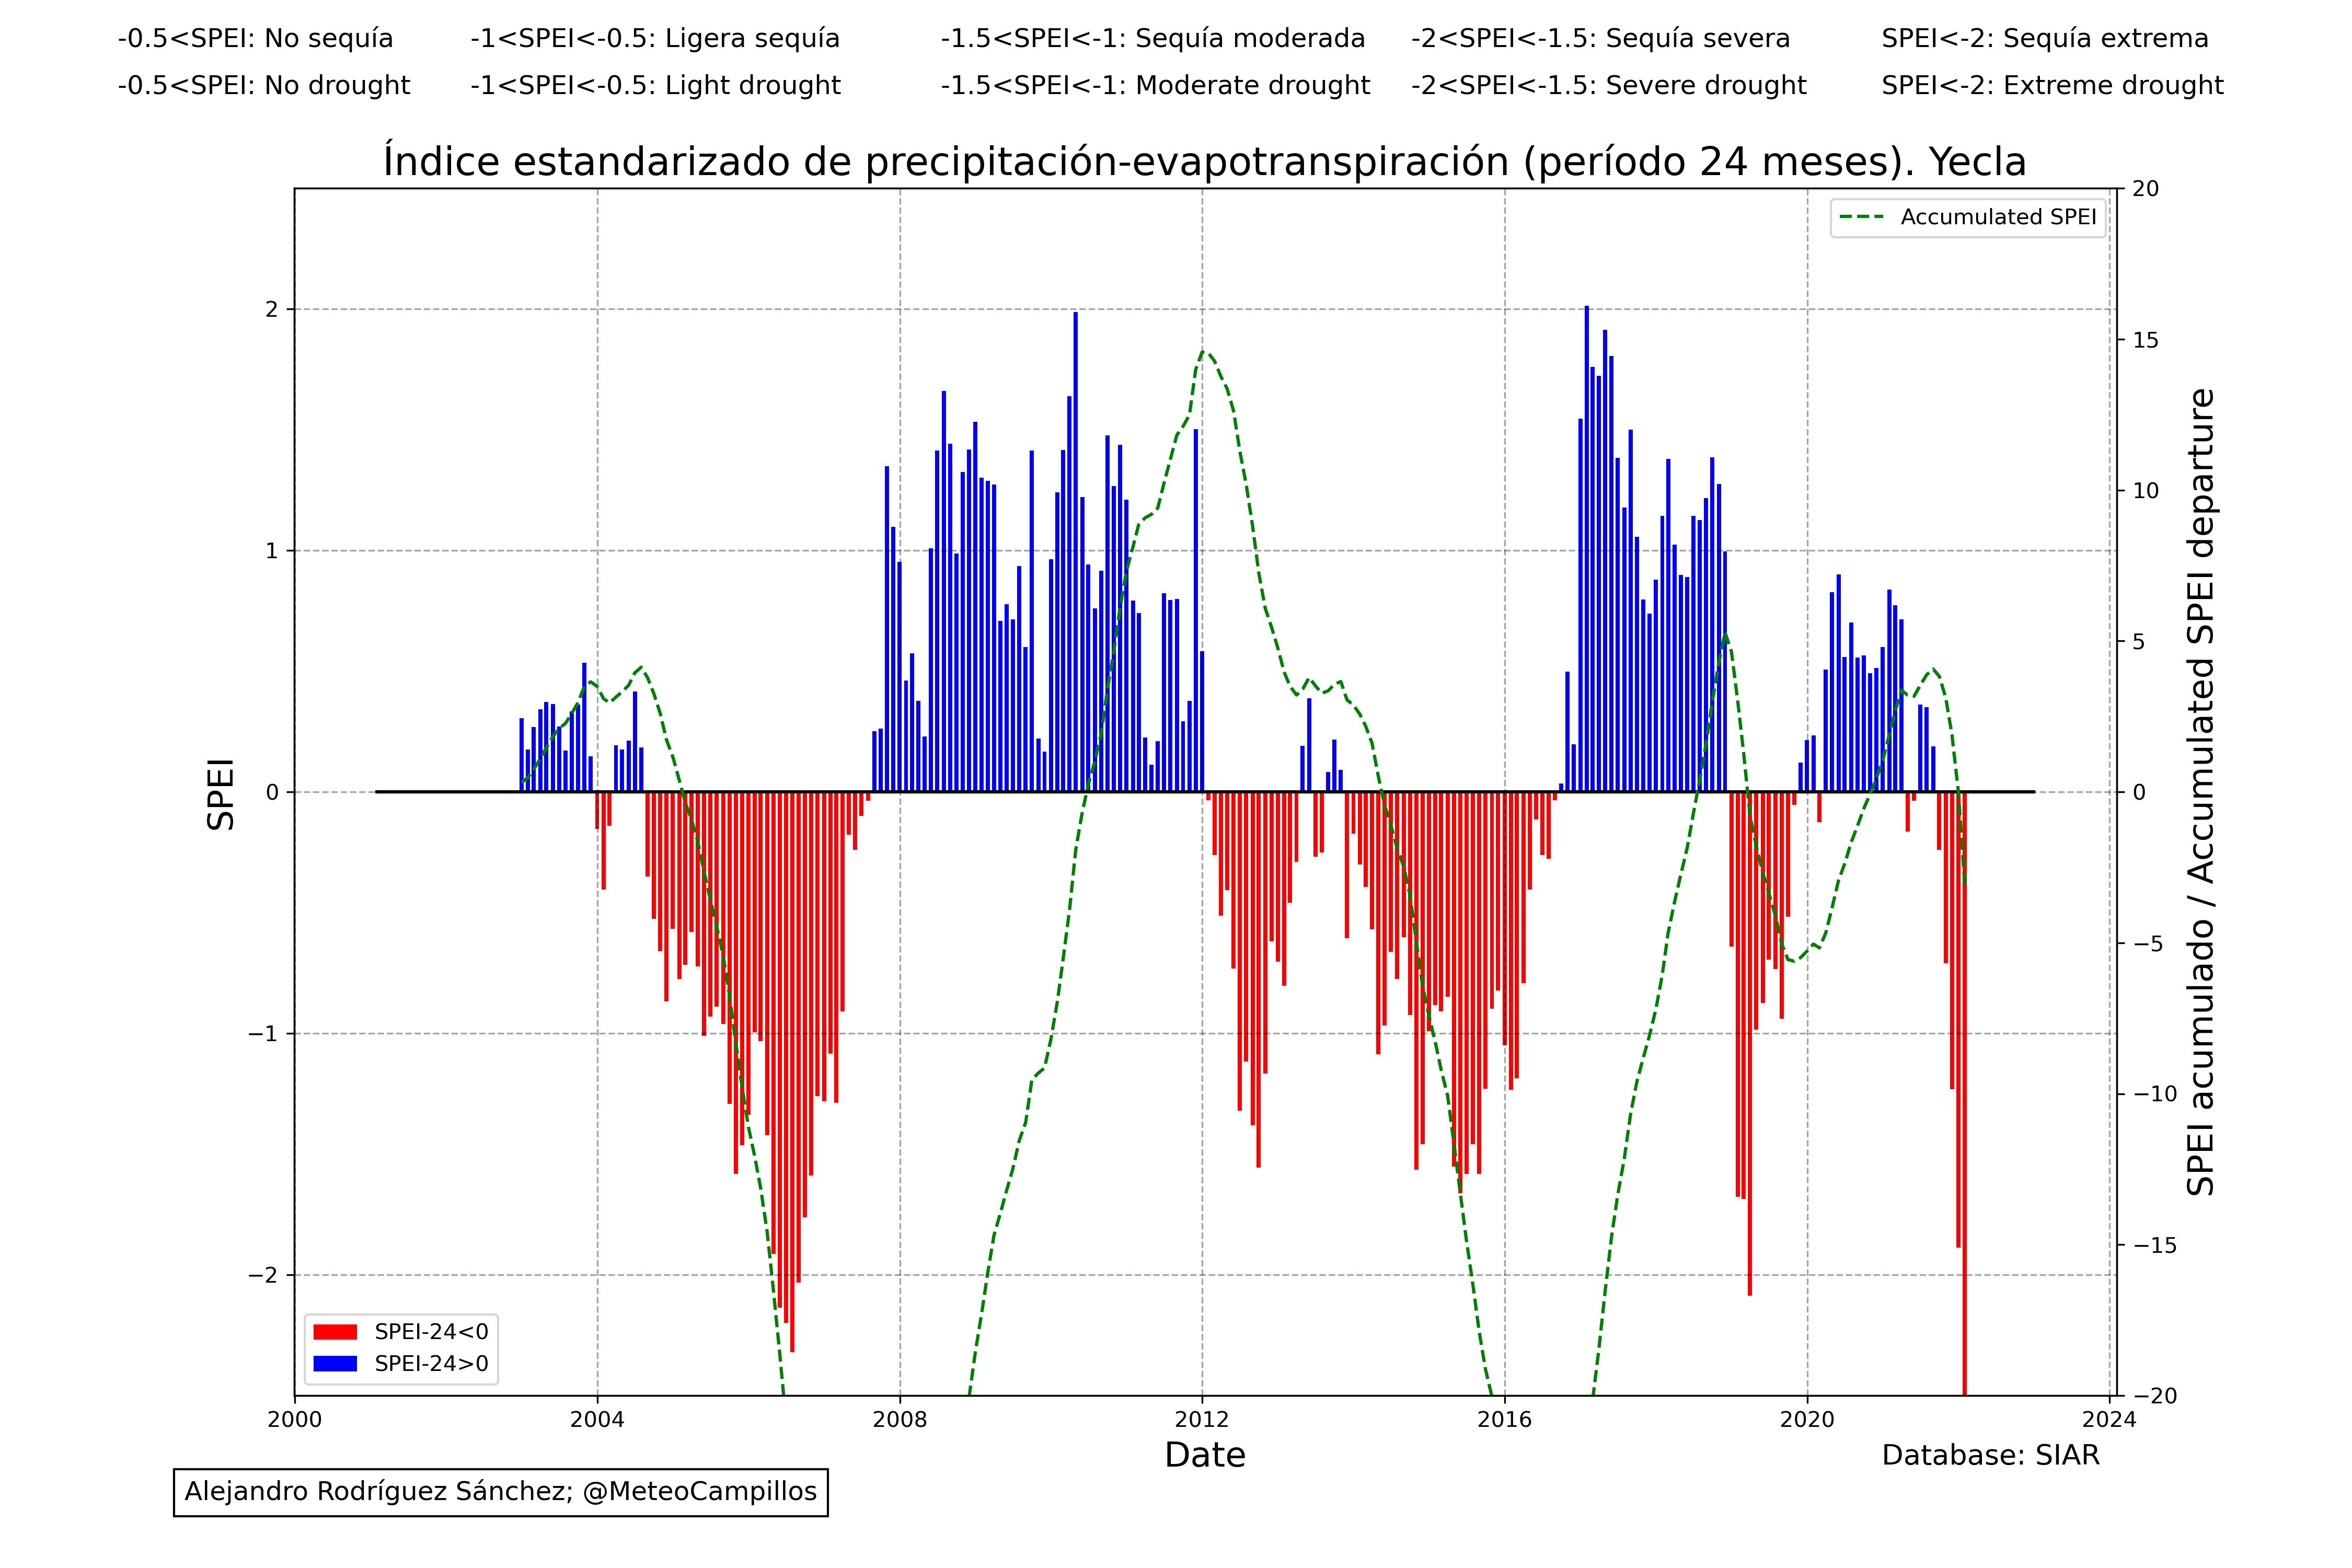 -0.5<SPEI: No sequía -1<SPEI<-0.5: Ligera sequía -1.5<SPEI<-1: Sequía moderada -2<SPEI<-1.5: Sequía severa SPEI<-2: Sequía extrema
-0.5<SPEI: No drought -1<SPEI<-0.5: Light drought -1.5<SPEI<-1: Moderate drought -2<SPEI<-1.5: Severe drought SPEI<-2: Extreme drought
Índice estandarizado de precipitación-evapotranspiración (período 24 meses). Yecla
Accumulated SPEI
SPEI
2
1
0
−1
−2
20
15
10
5
0
−5
−10
−15
−20
SPEI acumulado / Accumulated SPEI departure
SPEI-24<0
SPEI-24>0
2000 2004 2008 2012 2016 2020 2024
Date
Database: SIAR
Alejandro Rodríguez Sánchez; @MeteoCampillos